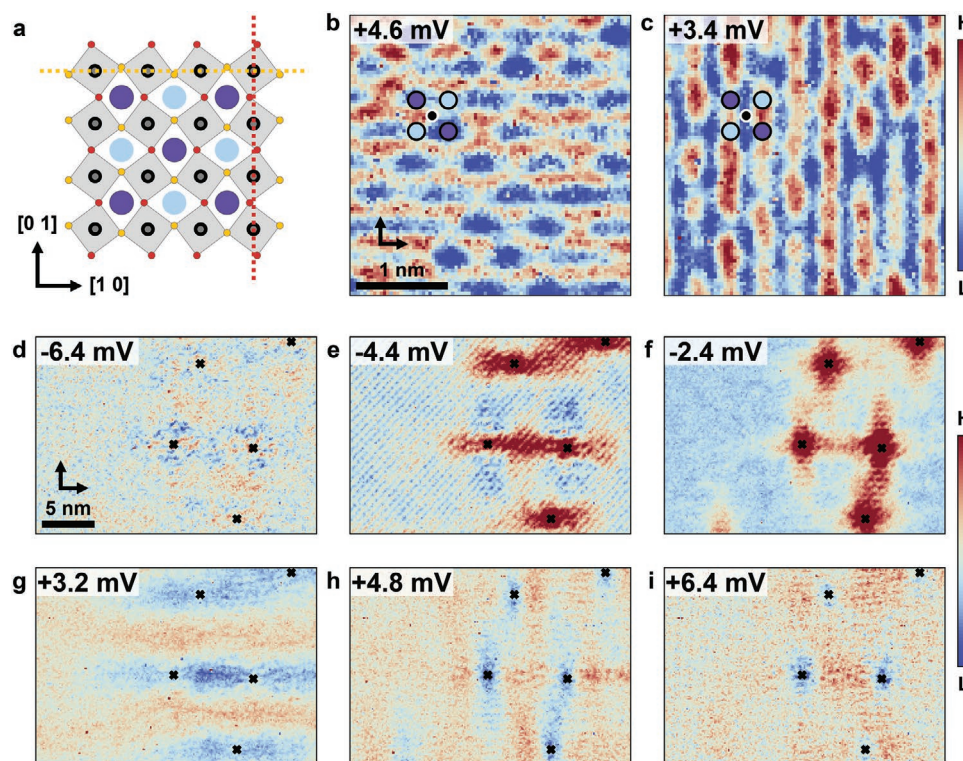 a
[0 1]
[1 0]
b
+4.6 mV
1 nm
c
+3.4 mV
H
L
d
-6.4 mV
5 nm
e
-4.4 mV
f
-2.4 mV
H
L
g
+3.2 mV
h
+4.8 mV
i
+6.4 mV